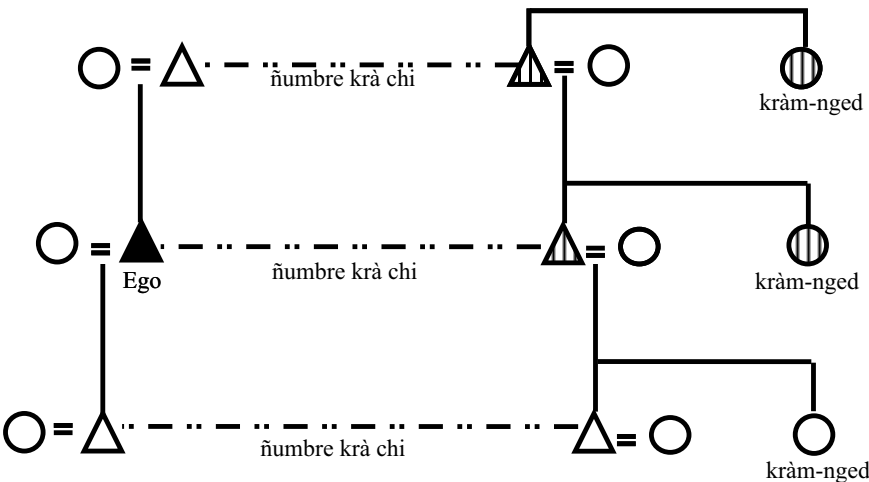 ñumbre krà chi
kràm-nged
Ego
ñumbre krà chi
kràm-nged
ñumbre krà chi
kràm-nged